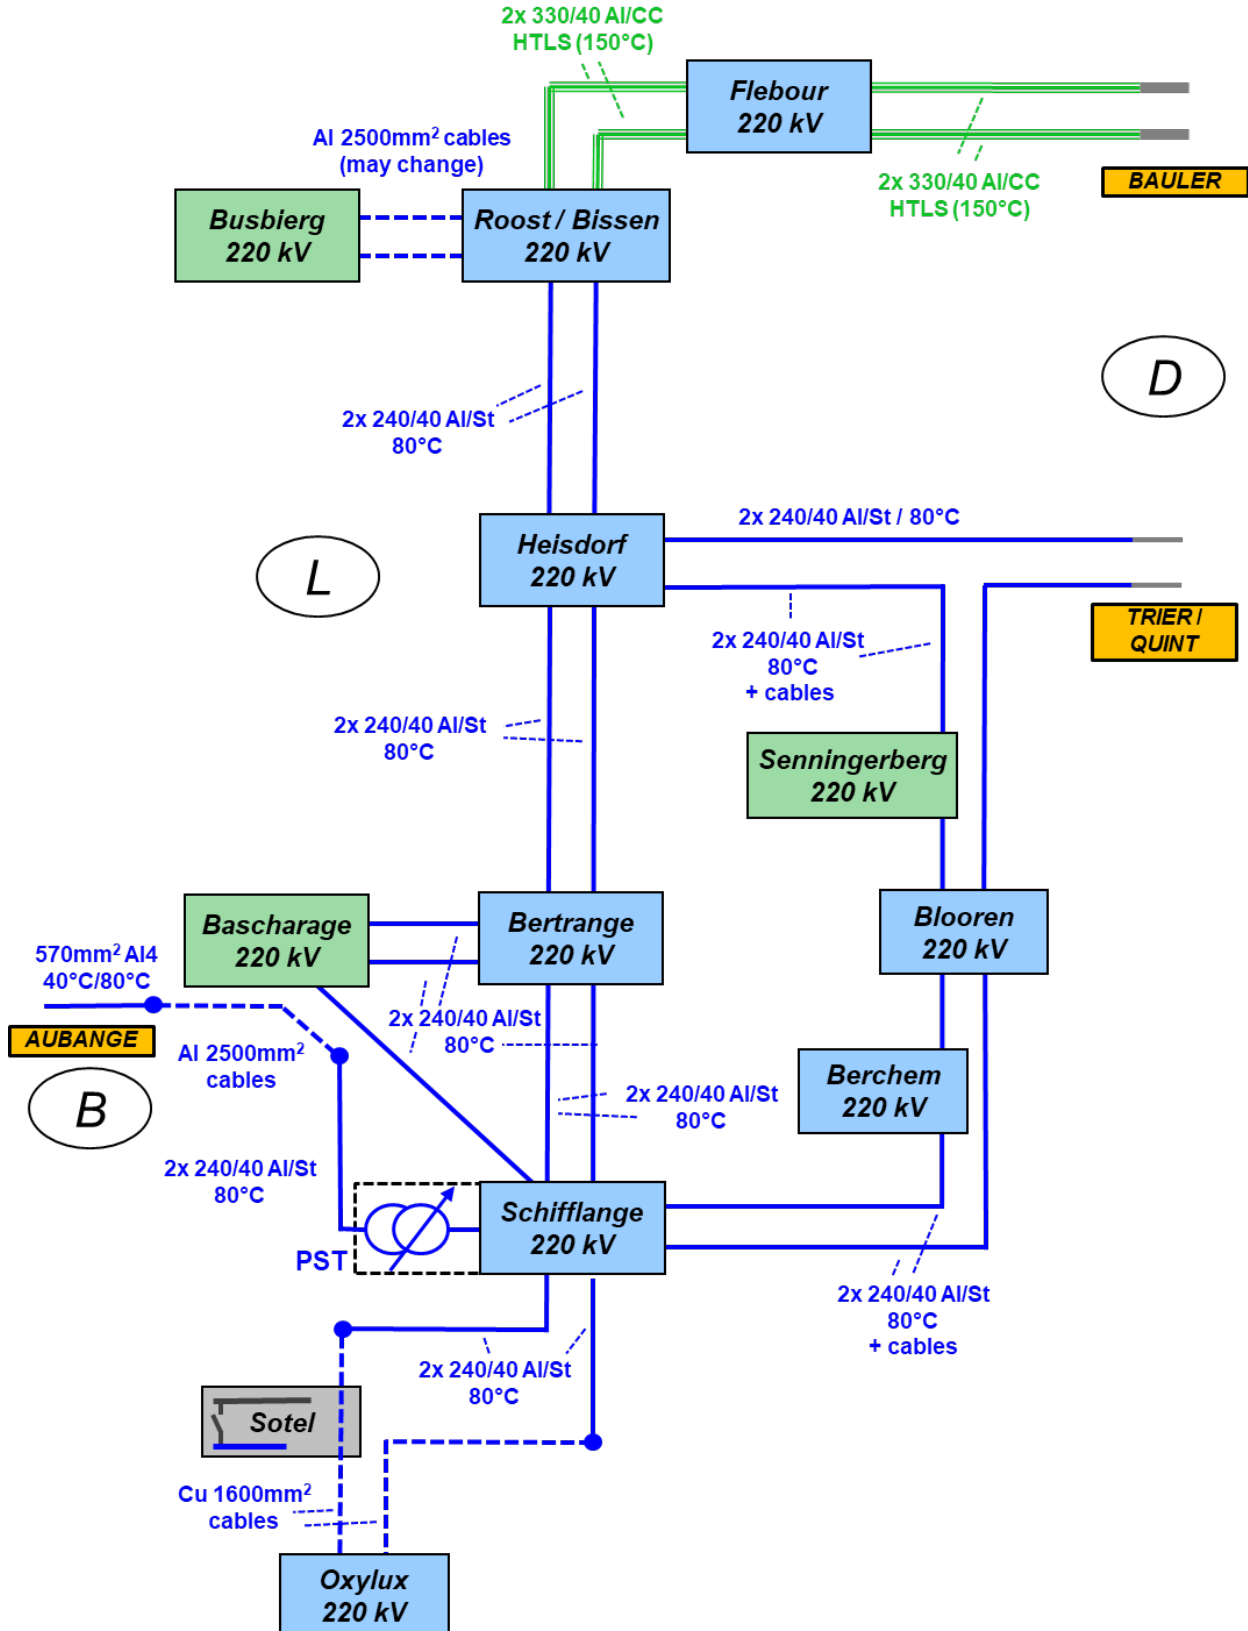 2x 330/40 Al/CC
HTLS (150°C)
Flebour
220 kV
Al 2500mm² cables
(may change)
2x 330/40 Al/CC
HTLS (150°C)
BAULER
Busbierg
220 kV
Roost / Bissen
220 kV
D
2x 240/40 Al/St
80°C
2x 240/40 Al/St / 80°C
Heisdorf
220 kV
L
TRIER /
QUINT
2x 240/40 Al/St
80°C
+ cables
2x 240/40 Al/St
80°C
Senningerberg
220 kV
Bascharage
220 kV
Bertrange
220 kV
Blooren
220 kV
570mm² Al4
40°C/80°C
AUBANGE
2x 240/40 Al/St
80°C
Al 2500mm²
cables
B
Berchem
220 kV
2x 240/40 Al/St
80°C
2x 240/40 Al/St
80°C
Schifflange
220 kV
PST
2x 240/40 Al/St
80°C
+ cables
2x 240/40 Al/St
80°C
Sotel
Cu 1600mm²
cables
Oxylux
220 kV